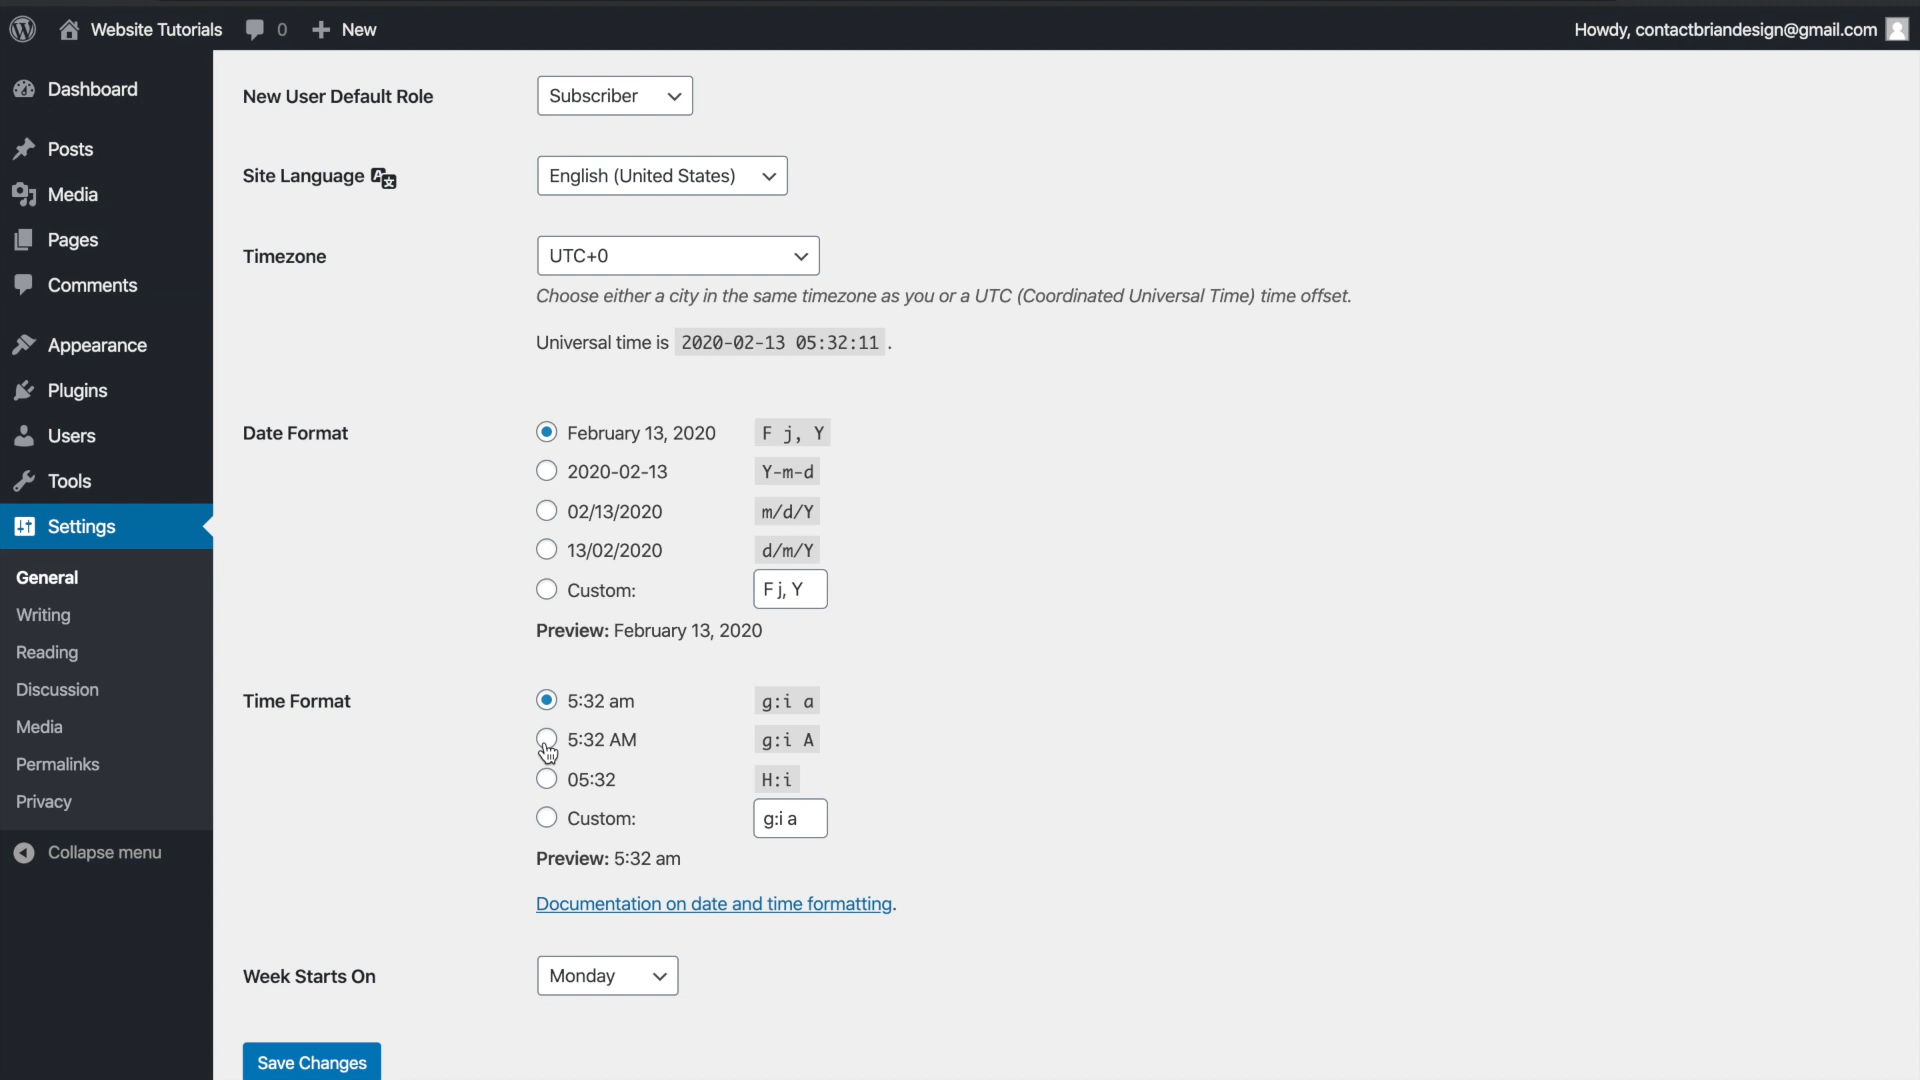 Website Tutorials 0 New Howdy, contactbriandesign@gmail.com
Dashboard
Posts
Media
Pages
Comments
Appearance
Plugins
Users
Tools
Settings
General
Writing
Reading
Discussion
Media
Permalinks
Privacy
Collapse menu
New User Default Role Subscriber
Site Language English (United States)
Timezone UTC+0
Choose either a city in the same timezone as you or a UTC (Coordinated Universal Time) time offset.
Universal time is 2020-02-13 05:32:11 .
Date Format February 13, 2020 F j, Y
2020-02-13 Y-m-d
02/13/2020 m/d/Y
13/02/2020 d/m/Y
Custom: F j, Y
Preview: February 13, 2020
Time Format 5:32 am g:i a
5:32 AM g:i A
05:32 H:i
Custom: g:i a
Preview: 5:32 am
Documentation on date and time formatting.
Week Starts On Monday
Save Changes